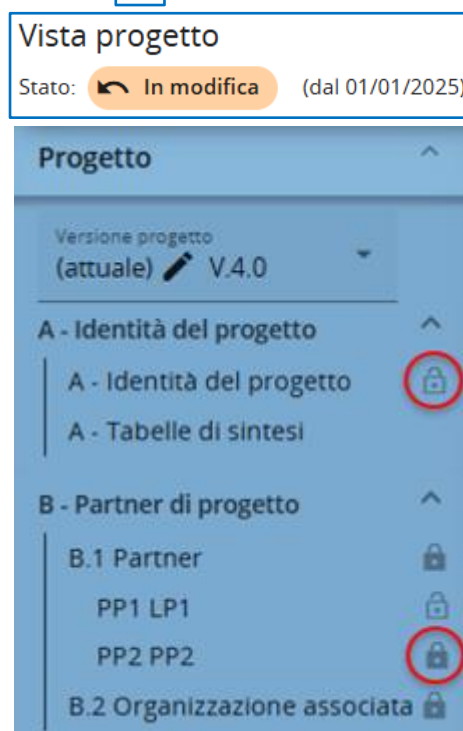 Vista progetto
Stato: In modifica (dal 01/01/2025)
Progetto
Versione progetto
(attuale) V.4.0
A - Identità del progetto
A - Identità del progetto
A - Tabelle di sintesi
B - Partner di progetto
B.1 Partner
PP1 LP1
PP2 PP2
B.2 Organizzazione associata